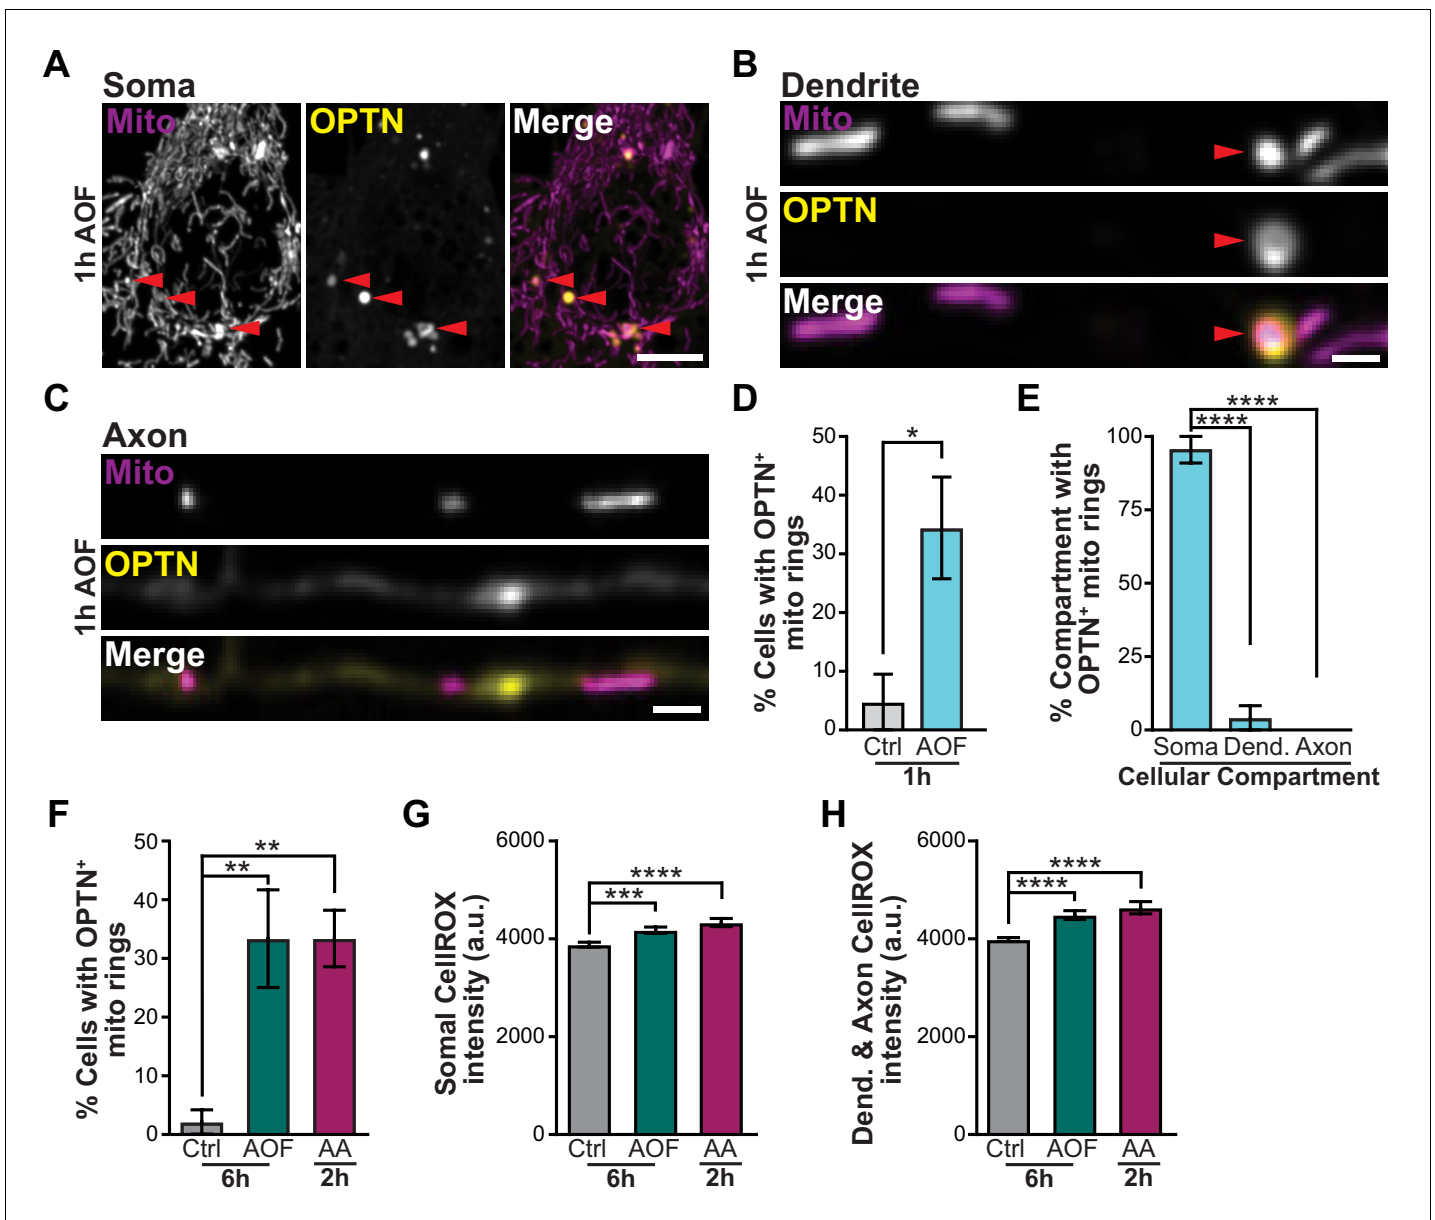 A
Soma
Mito
OPTN
Merge
1h AOF
B
Dendrite
Mito
OPTN
Merge
1h AOF
C
Axon
Mito
OPTN
Merge
1h AOF
D
% Cells with OPTN⁺
mito rings
50
40
30
20
10
0
*
Ctrl AOF
1h
E
% Compartment with
OPTN⁺ mito rings
100
75
50
25
0
****
****
Soma Dend. Axon
Cellular Compartment
F
% Cells with OPTN⁺
mito rings
50
40
30
20
10
0
**
**
Ctrl AOF AA
6h 2h
G
Somal CellROX
intensity (a.u.)
6000
4000
2000
0
****
***
Ctrl AOF AA
6h 2h
H
Dend. & Axon CellROX
intensity (a.u.)
6000
4000
2000
0
****
****
Ctrl AOF AA
6h 2h